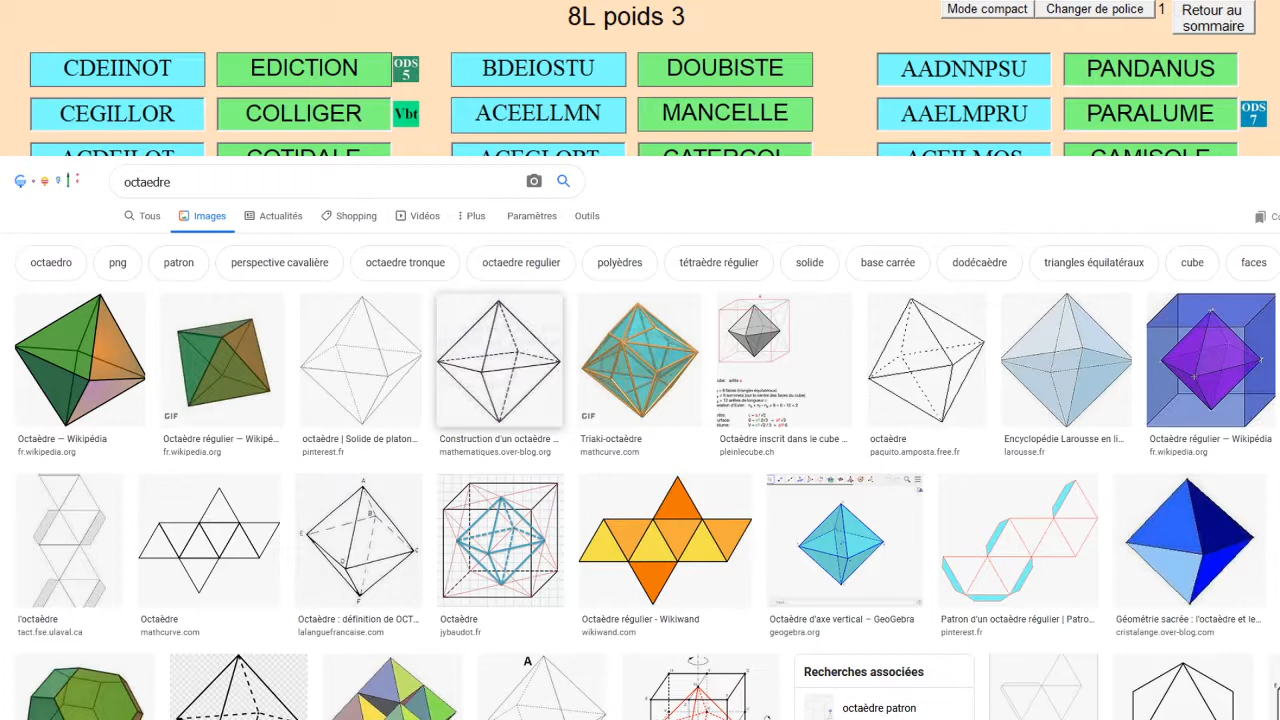 8L poids 3
Mode compact Changer de police 1 Retour au sommaire
CDEIINOT EDICTION ODS 5 BDEIOSTU DOUBISTE AADNNPSU PANDANUS
CEGILLOR COLLIGER Vbt ACEELLMN MANCELLE AAELMPRU PARALUME ODS 7
octaedre
Tous Images Actualités Shopping Vidéos Plus Paramètres Outils
octaedro png patron perspective cavalière octaedre tronque octaedre regulier polyèdres tétraèdre régulier solide base carrée dodécaèdre triangles équilatéraux cube faces
GIF GIF
Octaèdre — Wikipédia Octaèdre régulier — Wikipé... octaèdre | Solide de platon... Construction d'un octaèdre ... Triaki-octaèdre Octaèdre inscrit dans le cube ... octaèdre Encyclopédie Larousse en li... Octaèdre régulier — Wikipédia
fr.wikipedia.org fr.wikipedia.org pinterest.fr mathematiques.over-blog.org mathcurve.com pleinlecube.ch paquito.amposta.free.fr larousse.fr fr.wikipedia.org
l'octaèdre Octaèdre Octaèdre : définition de OCT... Octaèdre Octaèdre régulier - Wikiwand Octaèdre d'axe vertical – GeoGebra Patron d'un octaèdre régulier | Patro... Géométrie sacrée : l'octaèdre et le...
tact.fse.ulaval.ca mathcurve.com lalanguefrancaise.com jybaudot.fr wikiwand.com geogebra.org pinterest.fr cristalange.over-blog.com
A
Recherches associées
octaèdre patron